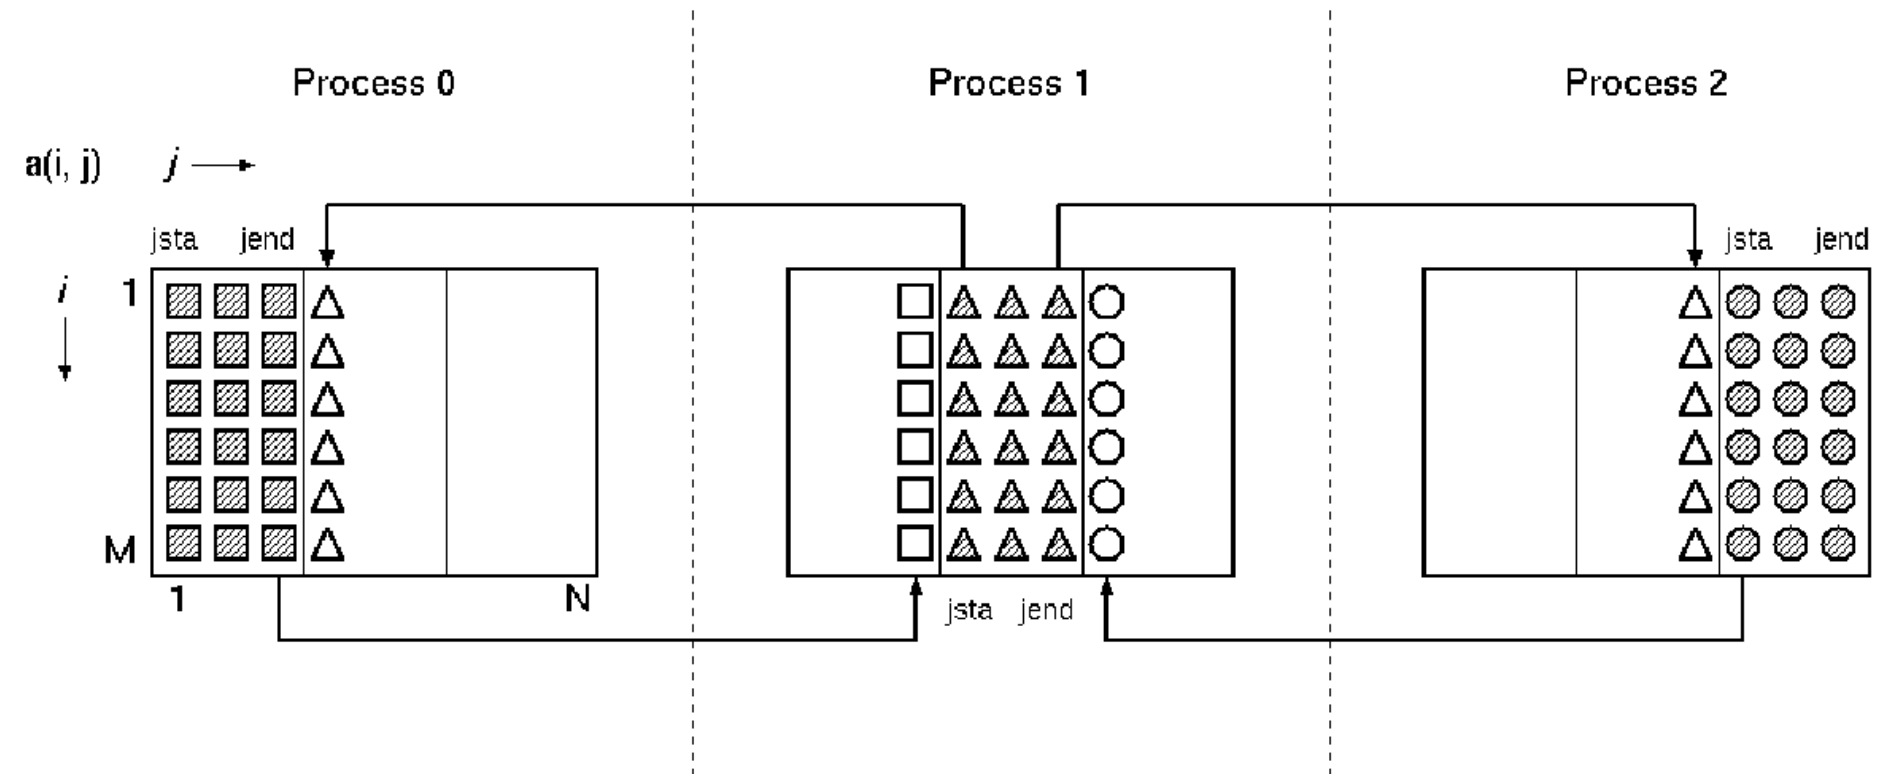 Process 0 Process 1 Process 2
a(i, j) j
jsta jend jsta jend
i 1
M
1 N jsta jend